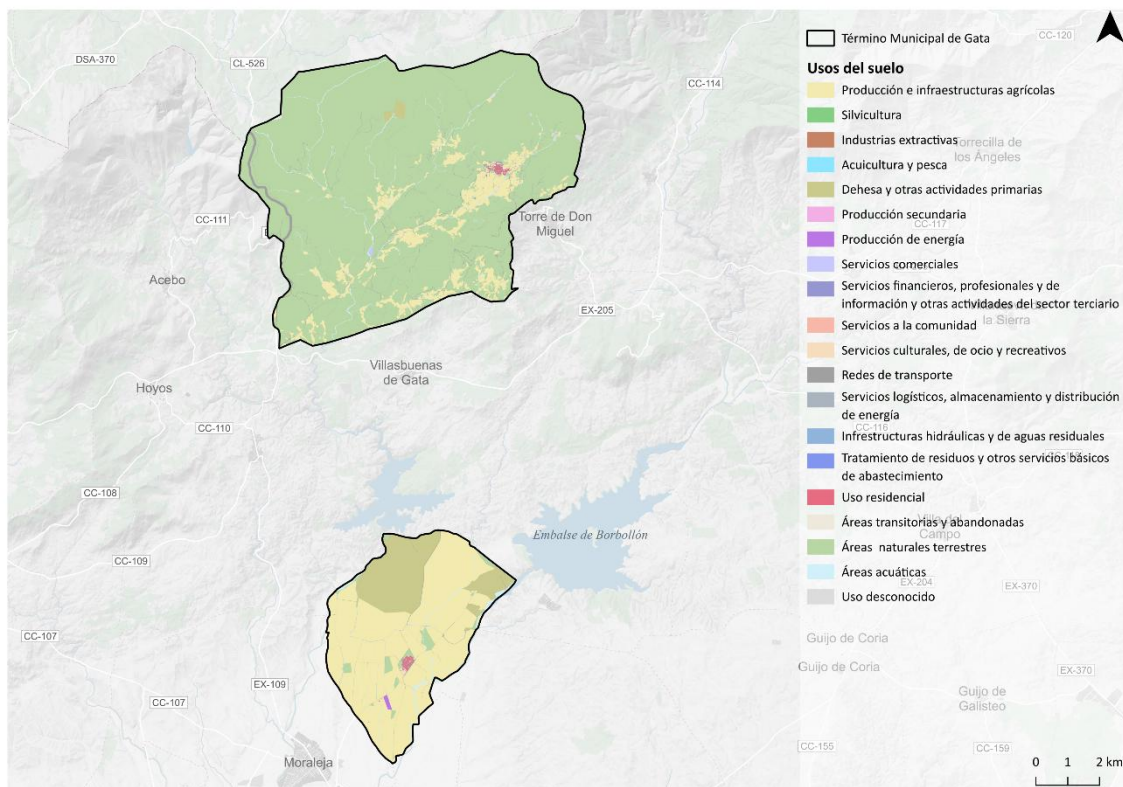 DSA-370
CL-526
CC-114
CC-120
CC-111
Torre de Don
Miguel
Acebo
EX-205
Villasbuenas
de Gata
Hoyos
CC-110
CC-108
CC-109
Embalse de Borbollón
CC-107
EX-109
CC-107
Moraleja
Término Municipal de Gata
Usos del suelo
Producción e infraestructuras agrícolas
Silvicultura
Industrias extractivas
Torrecilla de
los Ángeles
Acuicultura y pesca
Dehesa y otras actividades primarias
Producción secundaria
CC-117
Producción de energía
Servicios comerciales
Servicios financieros, profesionales y de
información y otras actividades del sector terciario
la Sierra
Servicios a la comunidad
Servicios culturales, de ocio y recreativos
Redes de transporte
Servicios logísticos, almacenamiento y distribución
de energía
CC-116
Infrestructuras hidráulicas y de aguas residuales
Tratamiento de residuos y otros servicios básicos
de abastecimiento
Uso residencial
Villa del
Campo
Áreas transitorias y abandonadas
Áreas naturales terrestres
Áreas acuáticas
EX-204
EX-370
Uso desconocido
Guijo de Coria
Guijo de Coria
EX-370
Guijo de
Galisteo
CC-155
CC-159
0 1 2 km